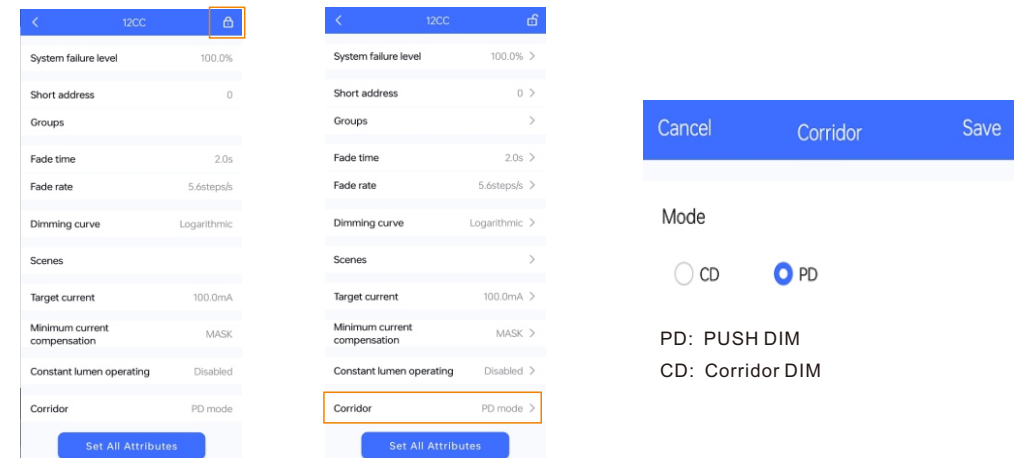 12CC
System failure level 100.0%
Short address 0
Groups
Fade time 2.0s
Fade rate 5.6steps/s
Dimming curve Logarithmic
Scenes
Target current 100.0mA
Minimum current
compensation MASK
Constant lumen operating Disabled
Corridor PD mode
Set All Attributes
12CC
System failure level 100.0% >
Short address 0 >
Groups >
Fade time 2.0s >
Fade rate 5.6steps/s >
Dimming curve Logarithmic >
Scenes >
Target current 100.0mA >
Minimum current
compensation MASK >
Constant lumen operating Disabled >
Corridor PD mode >
Set All Attributes
Cancel Corridor Save
Mode
CD PD
PD: PUSH DIM
CD: Corridor DIM